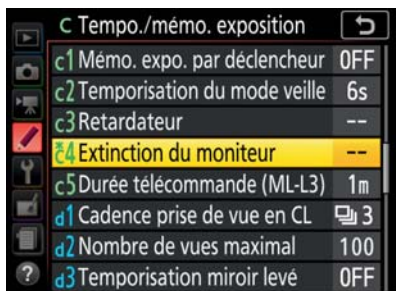 C Tempo./mémo. exposition
c1 Mémo. expo. par déclencheur OFF
c2 Temporisation du mode veille 6s
c3 Retardateur --
c4 Extinction du moniteur --
c5 Durée télécommande (ML-L3) 1m
d1 Cadence prise de vue en CL 3
d2 Nombre de vues maximal 100
d3 Temporisation miroir levé OFF
?